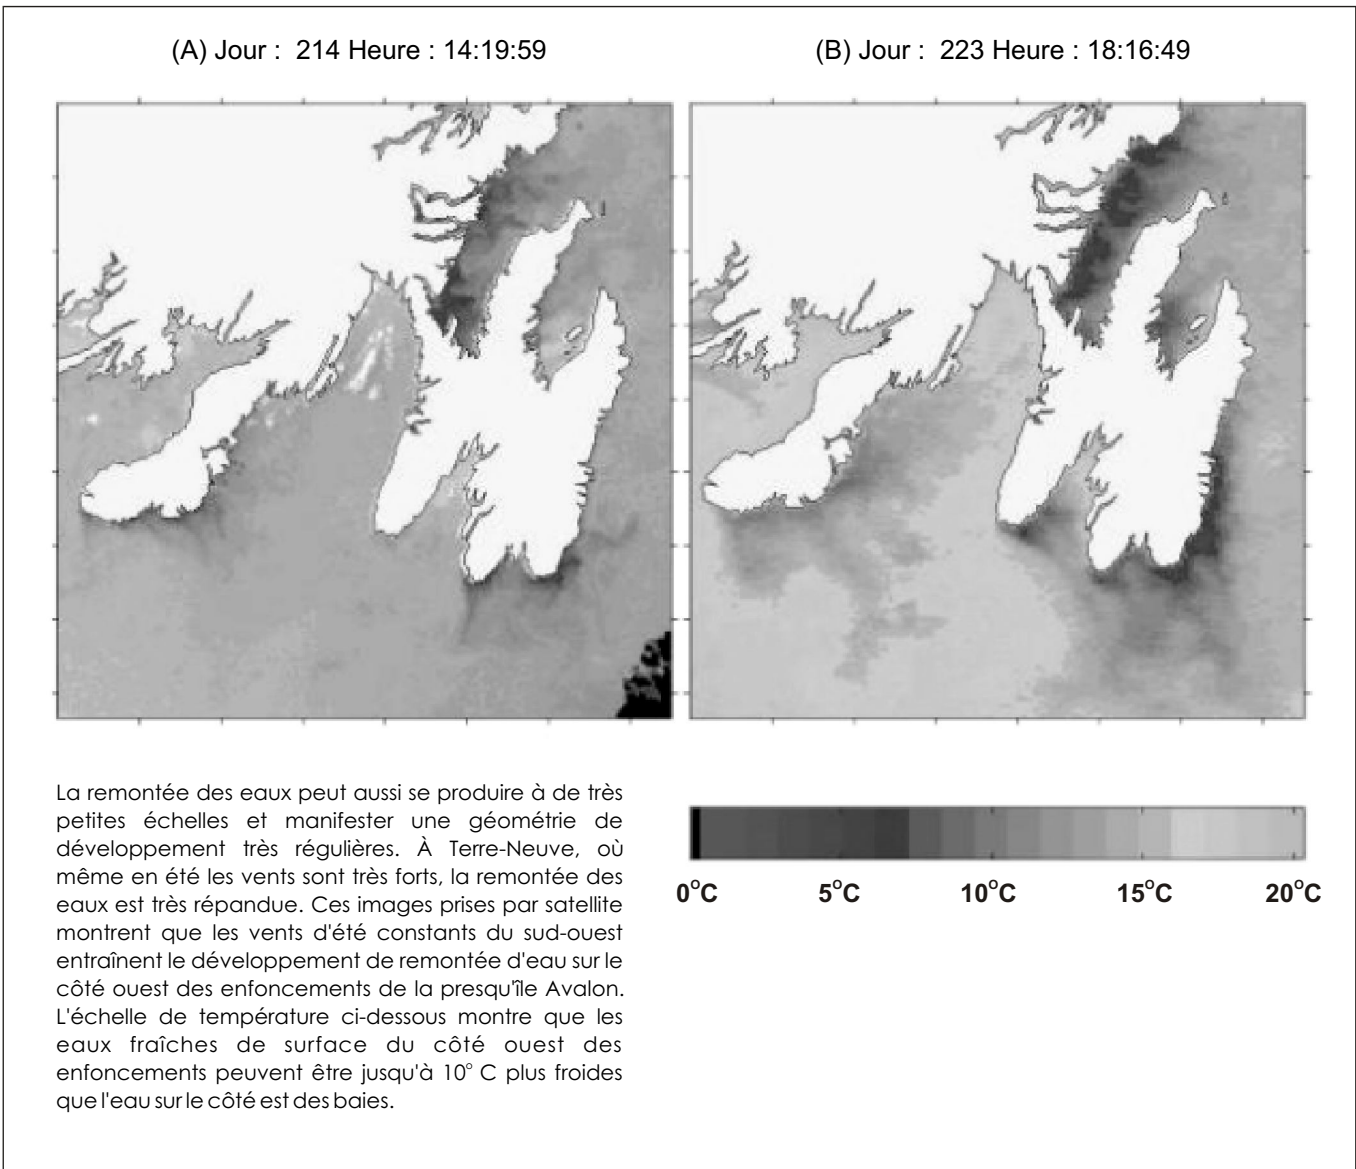 (A) Jour :  214 Heure : 14:19:59
(B) Jour :  223 Heure : 18:16:49
La remontée des eaux peut aussi se produire à de très
petites échelles et manifester une géométrie de
développement très régulières. À Terre-Neuve, où
même en été les vents sont très forts, la remontée des
eaux est très répandue. Ces images prises par satellite
montrent que les vents d'été constants du sud-ouest
entraînent le développement de remontée d'eau sur le
côté ouest des enfoncements de la presqu'île Avalon.
L'échelle de température ci-dessous montre que les
eaux fraîches de surface du côté ouest des
enfoncements peuvent être jusqu'à 10° C plus froides
que l'eau sur le côté est des baies.
0°C 5°C 10°C 15°C 20°C